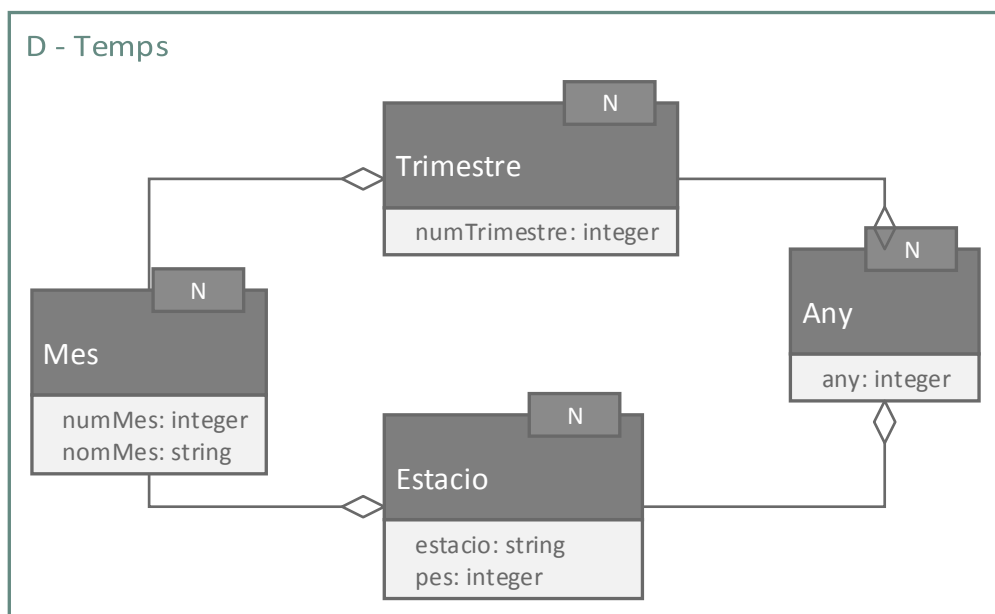 D - Temps
N
Trimestre
numTrimestre: integer
N
Mes
numMes: integer
nomMes: string
N
Any
any: integer
N
Estacio
estacio: string
pes: integer